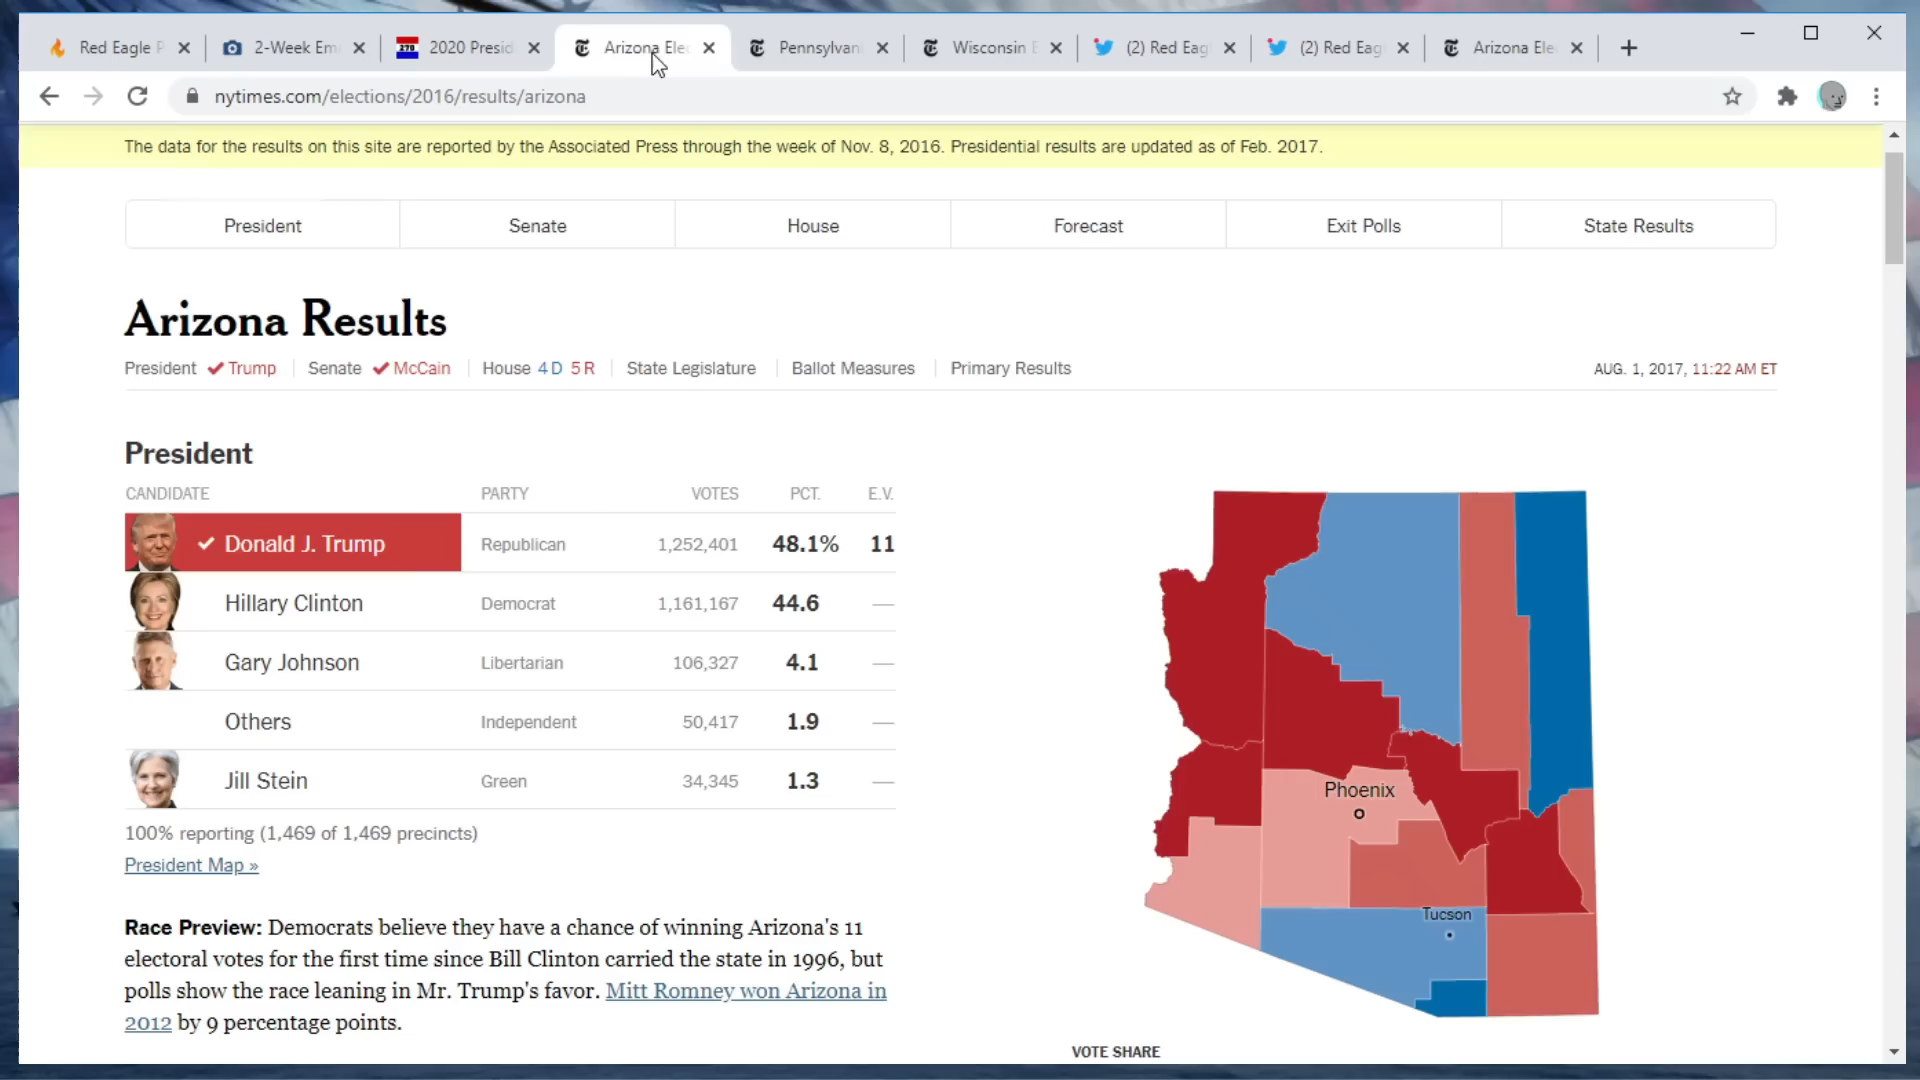 Red Eagle P
2-Week Em
270
2020 Presid
Arizona Ele
Pennsylvan
Wisconsin E
(2) Red Eag
(2) Red Eag
Arizona Ele
nytimes.com/elections/2016/results/arizona
The data for the results on this site are reported by the Associated Press through the week of Nov. 8, 2016. Presidential results are updated as of Feb. 2017.
President Senate House Forecast Exit Polls State Results
Arizona Results
President Trump Senate McCain House 4 D 5 R State Legislature Ballot Measures Primary Results AUG. 1, 2017, 11:22 AM ET
President
CANDIDATE PARTY VOTES PCT. E.V.
Donald J. Trump Republican 1,252,401 48.1% 11
Hillary Clinton Democrat 1,161,167 44.6 —
Gary Johnson Libertarian 106,327 4.1 —
Others Independent 50,417 1.9 —
Jill Stein Green 34,345 1.3 —
100% reporting (1,469 of 1,469 precincts)
President Map »
Race Preview: Democrats believe they have a chance of winning Arizona's 11
electoral votes for the first time since Bill Clinton carried the state in 1996, but
polls show the race leaning in Mr. Trump's favor. Mitt Romney won Arizona in
2012 by 9 percentage points.
Phoenix
Tucson
VOTE SHARE